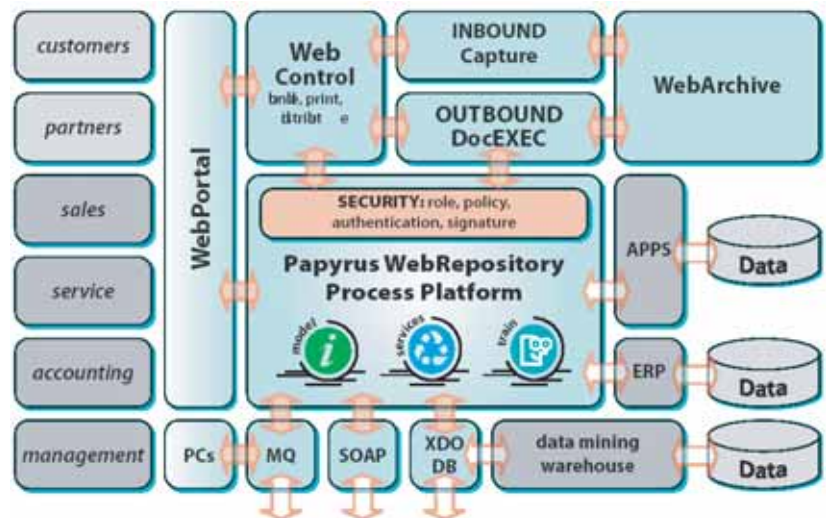 customers
partners
sales
service
accounting
management
WebPortal
PCs
Web
Control
print,
INBOUND
Capture
OUTBOUND
DocEXEC
WebArchive
SECURITY: role, policy,
authentication, signature
Papyrus WebRepository
Process Platform
model
services
train
APPS
Data
ERP
Data
MQ
SOAP
XDO
DB
data mining
warehouse
Data